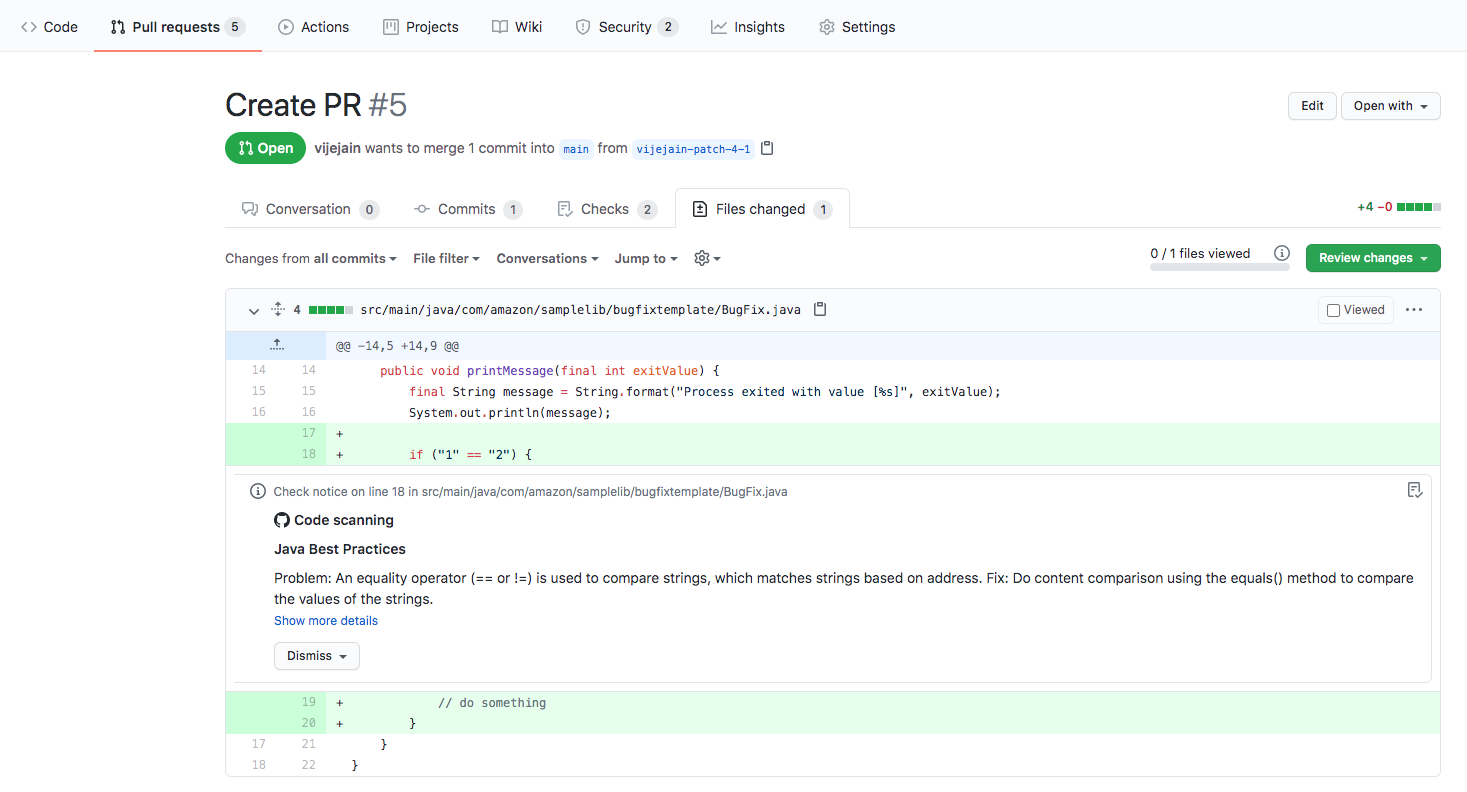 Code Pull requests 5 Actions Projects Wiki Security 2 Insights Settings
Create PR #5
Edit Open with
Open vijejain wants to merge 1 commit into main from vijejain-patch-4-1
Conversation 0 Commits 1 Checks 2 Files changed 1
+4 −0
Changes from all commits File filter Conversations Jump to
0 / 1 files viewed
Review changes
4 src/main/java/com/amazon/samplelib/bugfixtemplate/BugFix.java
Viewed
@@ -14,5 +14,9 @@
14 14 public void printMessage(final int exitValue) {
15 15 final String message = String.format("Process exited with value [%s]", exitValue);
16 16 System.out.println(message);
17 +
18 + if ("1" == "2") {
Check notice on line 18 in src/main/java/com/amazon/samplelib/bugfixtemplate/BugFix.java
Code scanning
Java Best Practices
Problem: An equality operator (== or !=) is used to compare strings, which matches strings based on address. Fix: Do content comparison using the equals() method to compare
the values of the strings.
Show more details
Dismiss
19 + // do something
20 + }
17 21 }
18 22 }